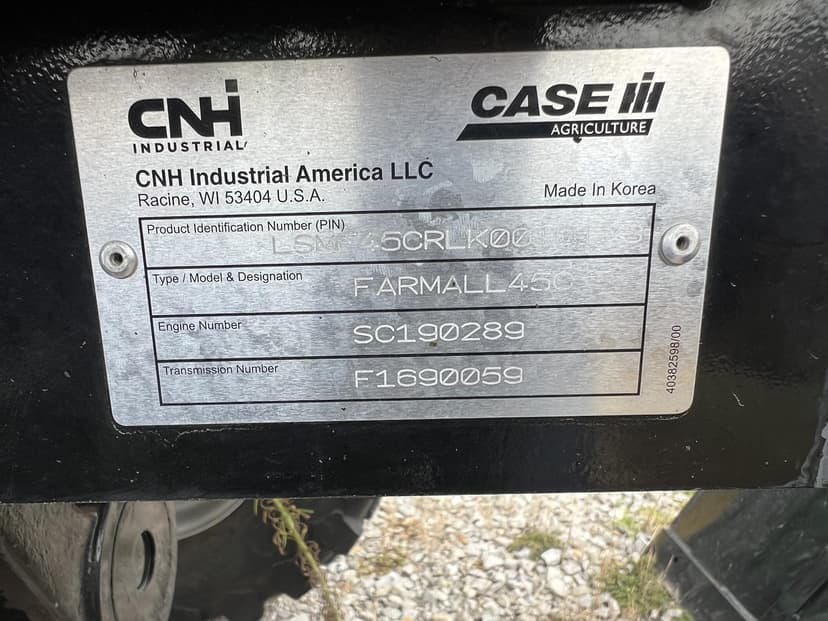 CNH
INDUSTRIAL
CASE IH
AGRICULTURE
CNH Industrial America LLC
Racine, WI 53404 U.S.A.
Made In Korea
Product Identification Number (PIN)
Type / Model & Designation
FARMALL45C
Engine Number
SC190289
Transmission Number
F1690059
40382598/00